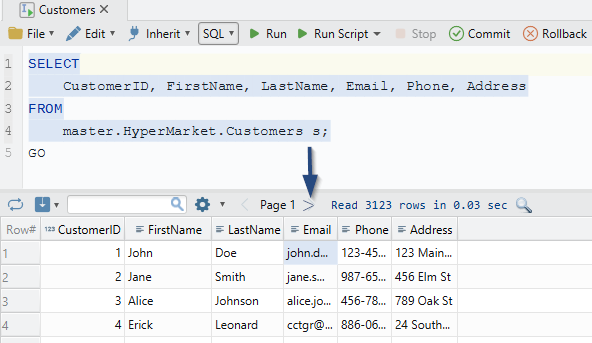 Customers
File Edit Inherit SQL Run Run Script Stop Commit Rollback
1 SELECT
2 CustomerID, FirstName, LastName, Email, Phone, Address
3 FROM
4 master.HyperMarket.Customers s;
5 GO
Page 1 Read 3123 rows in 0.03 sec
Row# 123 CustomerID FirstName LastName Email Phone Address
1 1 John Doe john.d... 123-45... 123 Main...
2 2 Jane Smith jane.s... 987-65... 456 Elm St
3 3 Alice Johnson alice.jo... 456-78... 789 Oak St
4 4 Erick Leonard cctgr@... 886-06... 24 South...